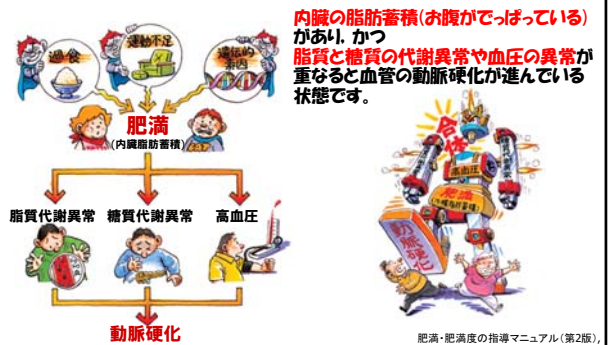 過食
運動不足
遺伝的
素因
肥満
(内臓脂肪蓄積)
脂質代謝異常
糖質代謝異常
高血圧
動脈硬化
内臓の脂肪蓄積(お腹がでっぱっている)
があり，かつ
脂質と糖質の代謝異常や血圧の異常が
重なると血管の動脈硬化が進んでいる
状態です。
合体
高血圧
肥満
(内臓脂肪蓄積)
動脈硬化
肥満・肥満度の指導マニュアル(第2版),